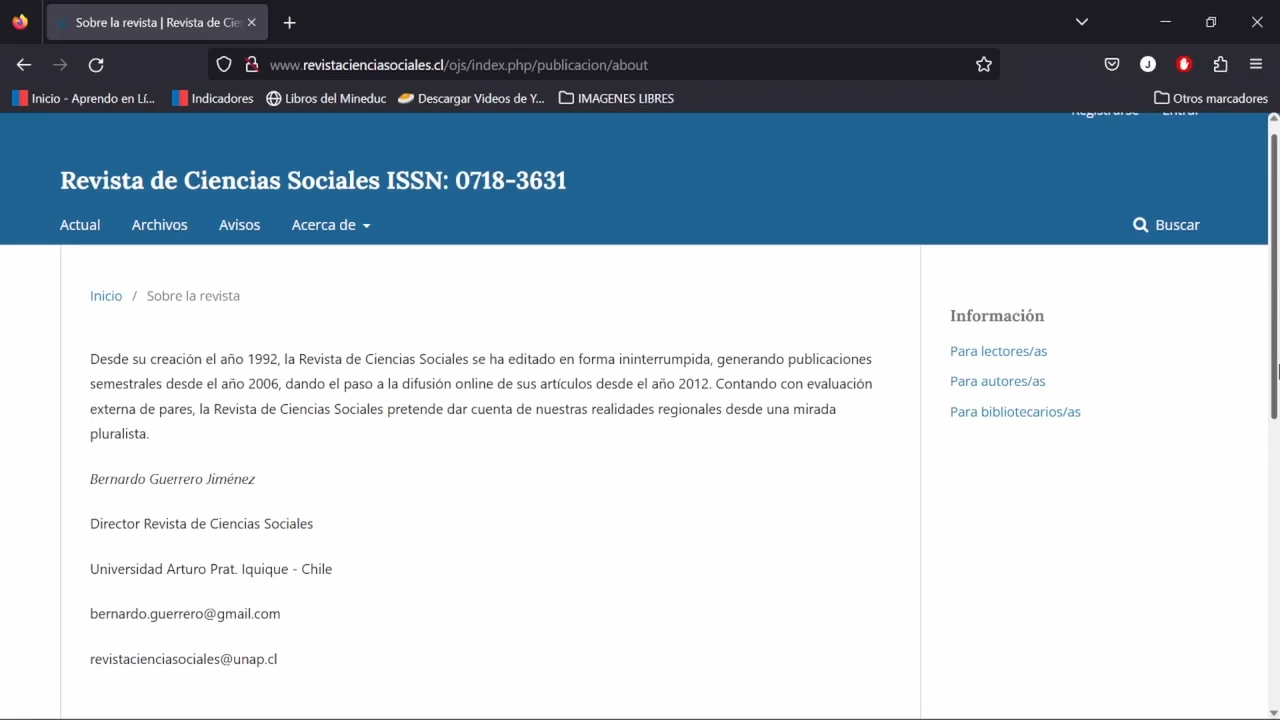 Sobre la revista | Revista de Cie
www.revistacienciasociales.cl/ojs/index.php/publicacion/about
J
Inicio - Aprendo en Lí... Indicadores Libros del Mineduc Descargar Videos de Y... IMAGENES LIBRES Otros marcadores
Registrarse Entrar
Revista de Ciencias Sociales ISSN: 0718-3631
Actual Archivos Avisos Acerca de Buscar
Inicio / Sobre la revista
Desde su creación el año 1992, la Revista de Ciencias Sociales se ha editado en forma ininterrumpida, generando publicaciones
semestrales desde el año 2006, dando el paso a la difusión online de sus artículos desde el año 2012. Contando con evaluación
externa de pares, la Revista de Ciencias Sociales pretende dar cuenta de nuestras realidades regionales desde una mirada
pluralista.
Bernardo Guerrero Jiménez
Director Revista de Ciencias Sociales
Universidad Arturo Prat. Iquique - Chile
bernardo.guerrero@gmail.com
revistacienciasociales@unap.cl
Información
Para lectores/as
Para autores/as
Para bibliotecarios/as